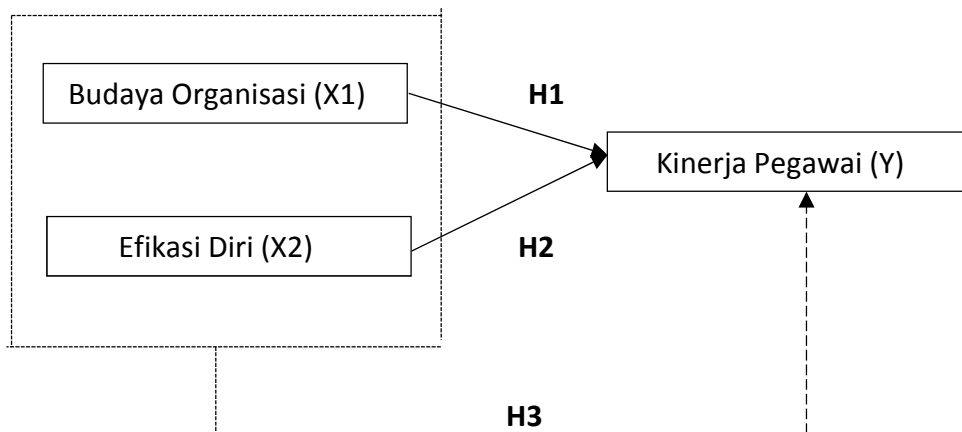 Budaya Organisasi (X1)
H1
Kinerja Pegawai (Y)
Efikasi Diri (X2)
H2
H3